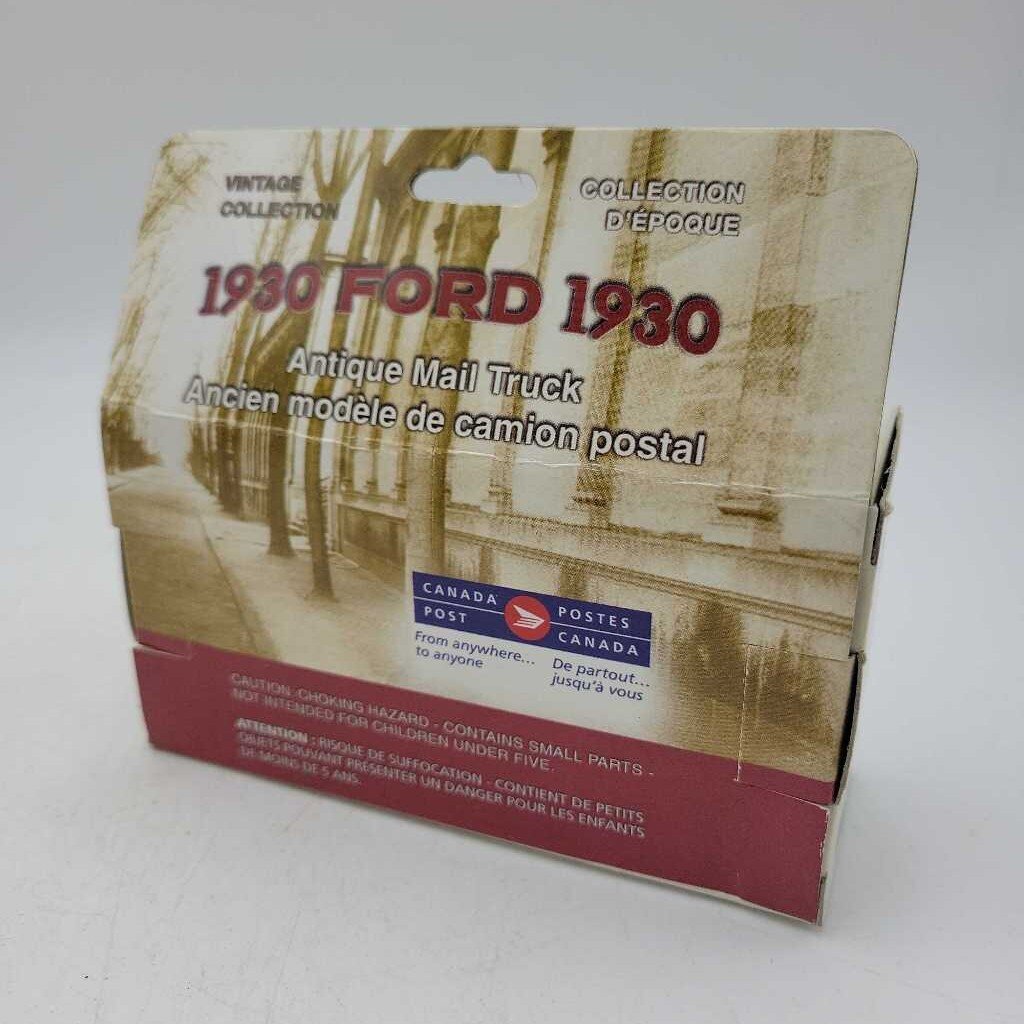 VINTAGE
COLLECTION
COLLECTION
D'ÉPOQUE
1930 FORD 1930
Antique Mail Truck
Ancien modèle de camion postal
CANADA POSTES
POST CANADA
From anywhere...
to anyone
De partout...
jusqu'à vous
CAUTION :CHOKING HAZARD - CONTAINS SMALL PARTS -
NOT INTENDED FOR CHILDREN UNDER FIVE.
ATTENTION : RISQUE DE SUFFOCATION - CONTIENT DE PETITS
OBJETS POUVANT PRÉSENTER UN DANGER POUR LES ENFANTS
DE MOINS DE 5 ANS.